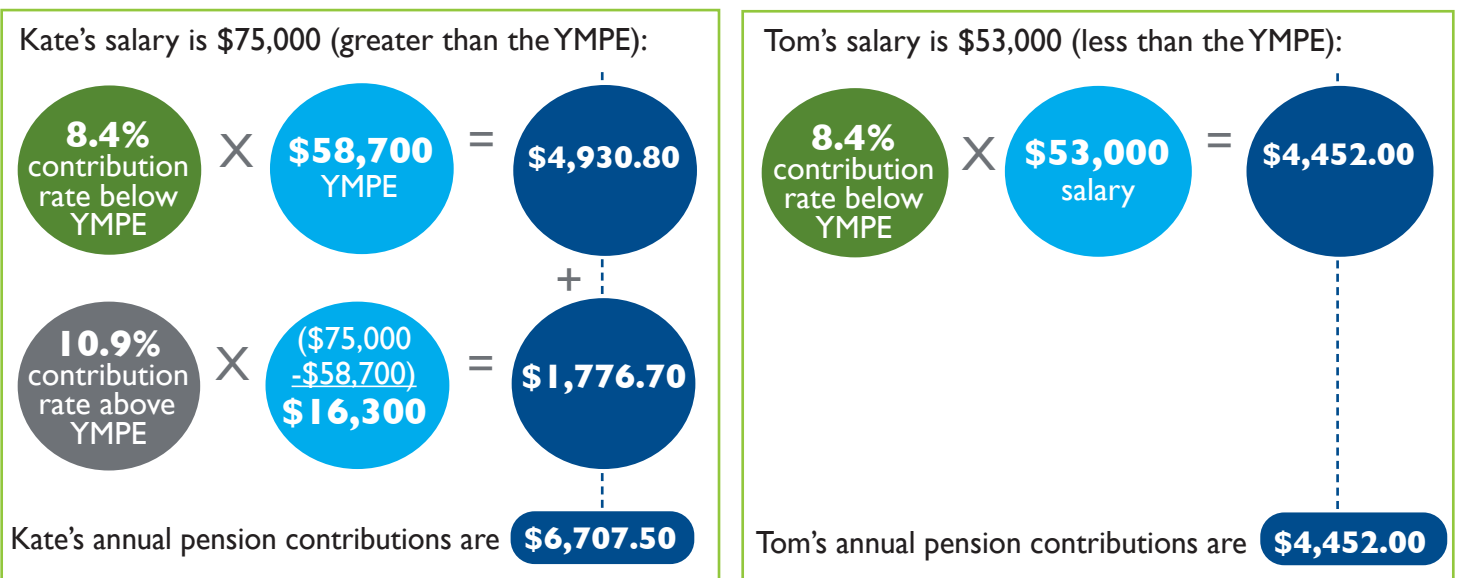 Kate's salary is $75,000 (greater than the YMPE):
8.4%
contribution
rate below
YMPE
X
$58,700
YMPE
=
$4,930.80
+
10.9%
contribution
rate above
YMPE
X
($75,000
-$58,700)
$16,300
=
$1,776.70
Kate's annual pension contributions are $6,707.50
Tom's salary is $53,000 (less than the YMPE):
8.4%
contribution
rate below
YMPE
X
$53,000
salary
=
$4,452.00
Tom's annual pension contributions are $4,452.00